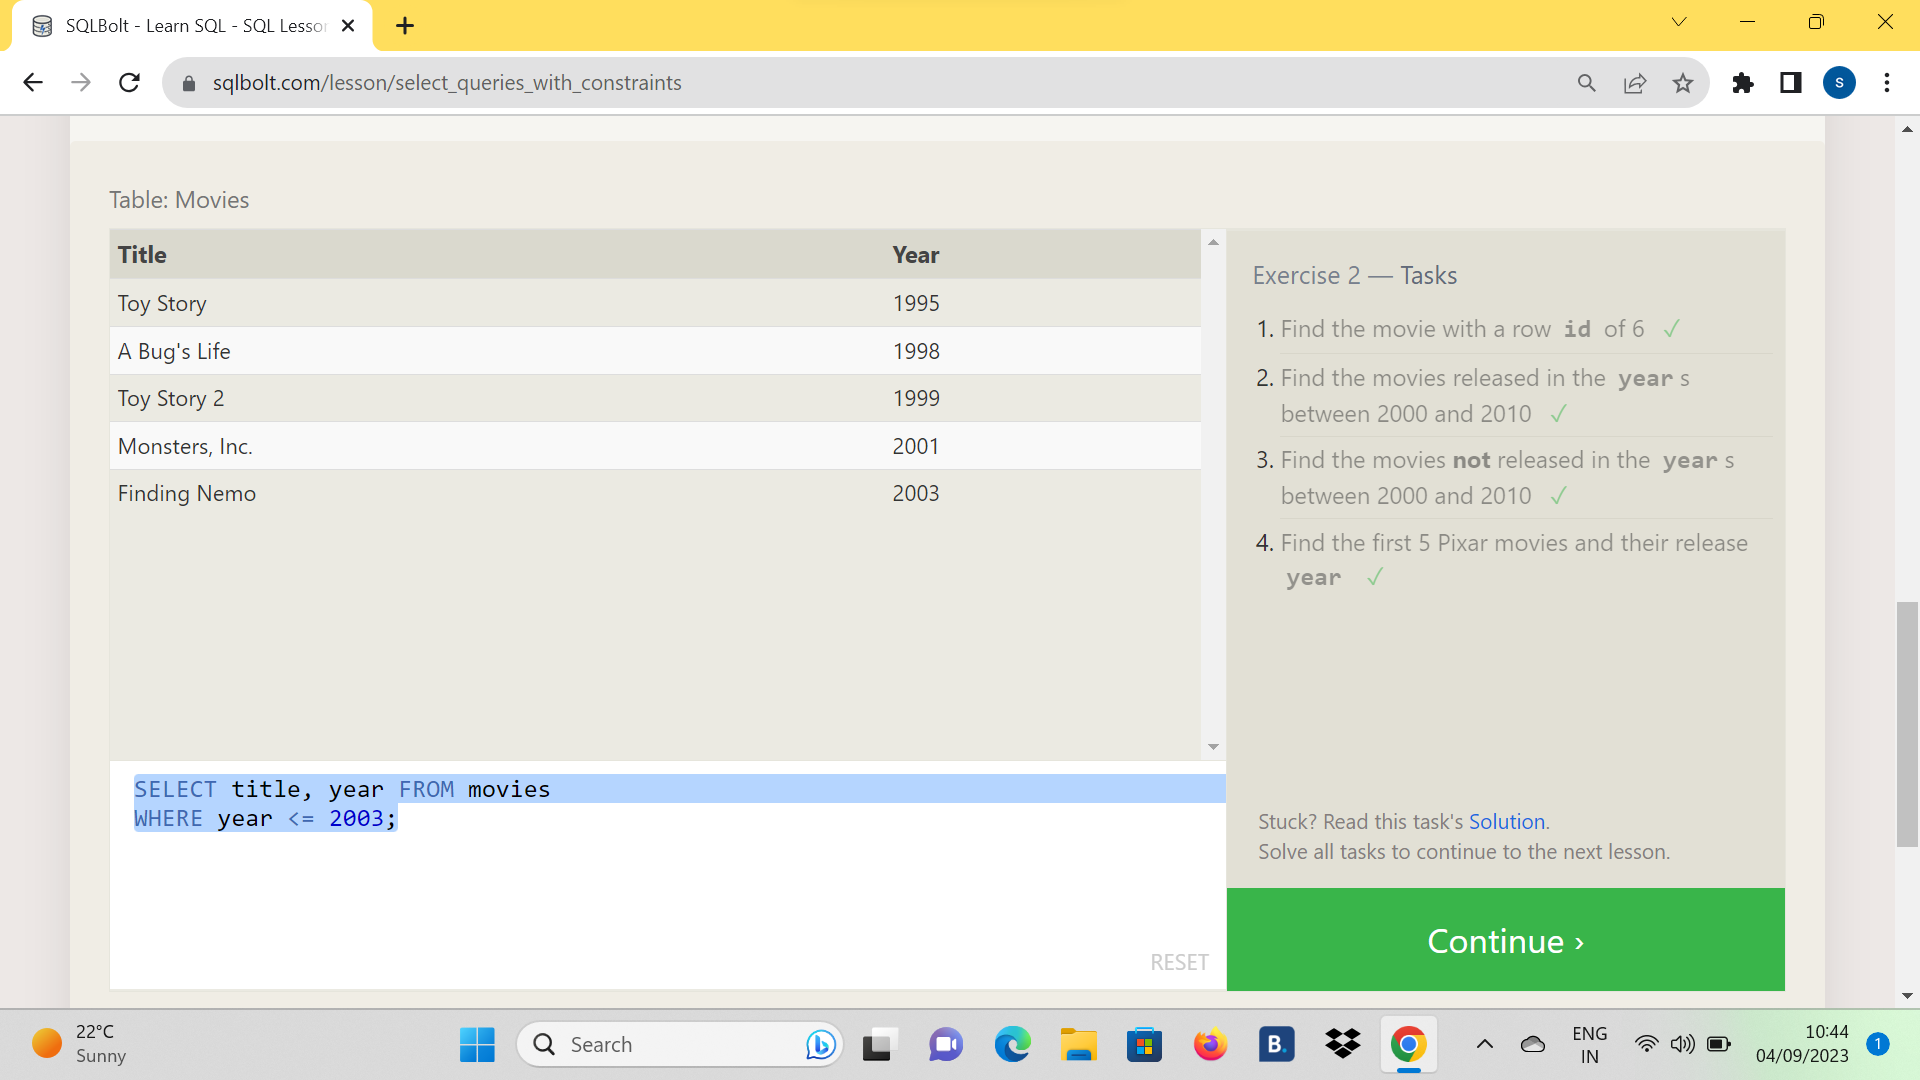 SQLBolt - Learn SQL - SQL Lesso
sqlbolt.com/lesson/select_queries_with_constraints
S
Table: Movies
Title Year
Toy Story 1995
A Bug's Life 1998
Toy Story 2 1999
Monsters, Inc. 2001
Finding Nemo 2003
Exercise 2 — Tasks
1. Find the movie with a row id of 6 ✓
2. Find the movies released in the year s
between 2000 and 2010 ✓
3. Find the movies not released in the year s
between 2000 and 2010 ✓
4. Find the first 5 Pixar movies and their release
year ✓
SELECT title, year FROM movies
WHERE year <= 2003;
RESET
Stuck? Read this task's Solution.
Solve all tasks to continue to the next lesson.
Continue ›
22°C
Sunny
Search
B.
ENG
IN
10:44
04/09/2023
1